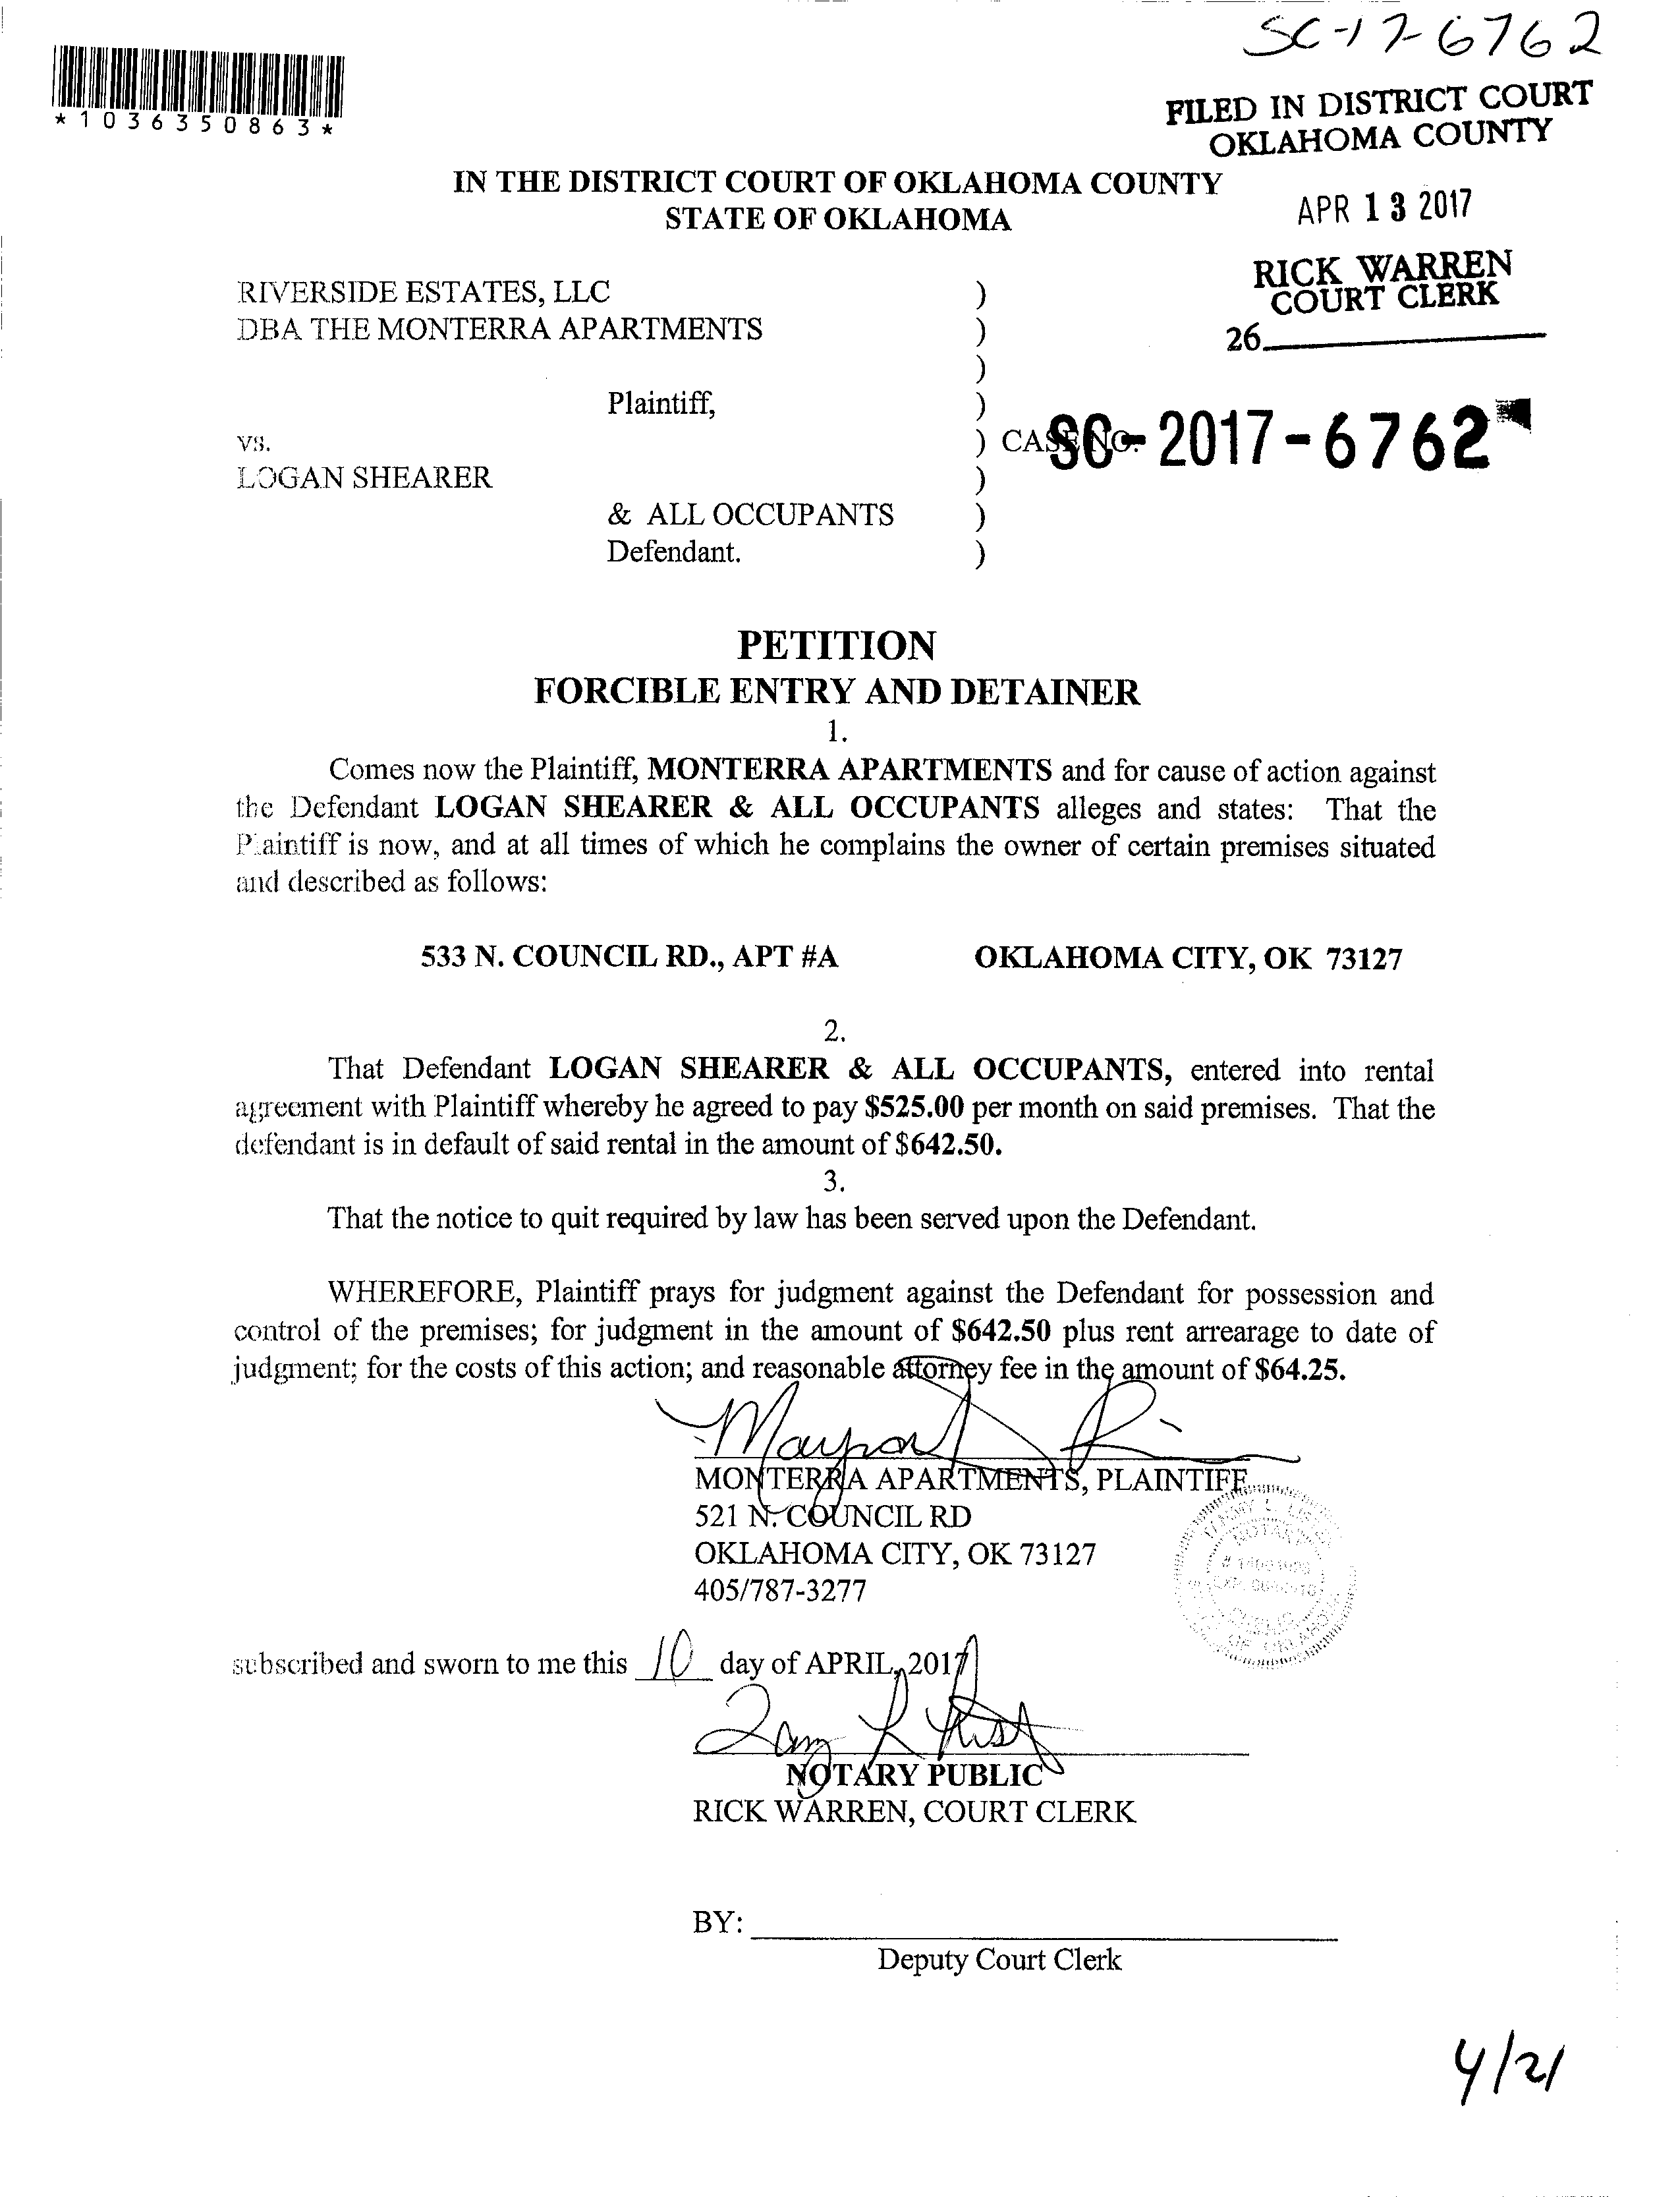 SC-17-6762
*1036350863*
FILED IN DISTRICT COURT
OKLAHOMA COUNTY
IN THE DISTRICT COURT OF OKLAHOMA COUNTY
STATE OF OKLAHOMA
APR 13 2017
RICK WARREN
COURT CLERK
26
RIVERSIDE ESTATES, LLC )
DBA THE MONTERRA APARTMENTS )
)
Plaintiff, )
vs. ) CASE NO. SC-2017-6762
LOGAN SHEARER )
& ALL OCCUPANTS )
Defendant. )
PETITION
FORCIBLE ENTRY AND DETAINER
1.
Comes now the Plaintiff, MONTERRA APARTMENTS and for cause of action against
the Defendant LOGAN SHEARER & ALL OCCUPANTS alleges and states: That the
Plaintiff is now, and at all times of which he complains the owner of certain premises situated
and described as follows:
533 N. COUNCIL RD., APT #A OKLAHOMA CITY, OK 73127
2.
That Defendant LOGAN SHEARER & ALL OCCUPANTS, entered into rental
agreement with Plaintiff whereby he agreed to pay $525.00 per month on said premises. That the
defendant is in default of said rental in the amount of $642.50.
3.
That the notice to quit required by law has been served upon the Defendant.
WHEREFORE, Plaintiff prays for judgment against the Defendant for possession and
control of the premises; for judgment in the amount of $642.50 plus rent arrearage to date of
judgment; for the costs of this action; and reasonable attorney fee in the amount of $64.25.
MONTERRA APARTMENTS, PLAINTIFF
521 N. COUNCIL RD
OKLAHOMA CITY, OK 73127
405/787-3277
NOTARY
OF OKLAHOMA
subscribed and sworn to me this 10 day of APRIL, 2017
NOTARY PUBLIC
RICK WARREN, COURT CLERK
BY:
Deputy Court Clerk
4/21